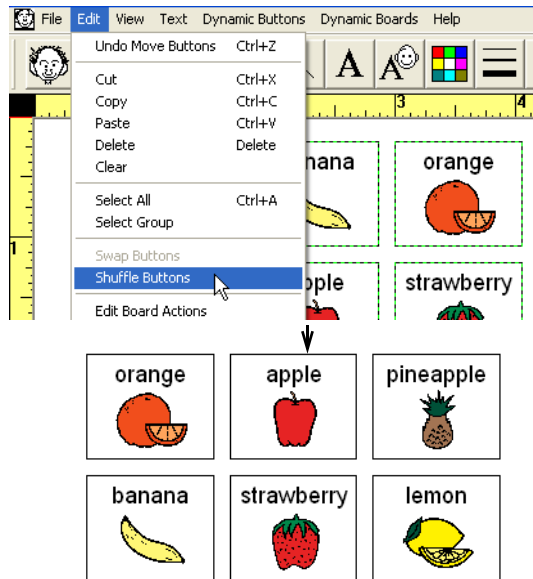 File Edit View Text Dynamic Buttons Dynamic Boards Help
Undo Move Buttons Ctrl+Z
Cut Ctrl+X
Copy Ctrl+C
Paste Ctrl+V
Delete Delete
Clear
Select All Ctrl+A
Select Group
Swap Buttons
Shuffle Buttons
Edit Board Actions
A A
3 4
nana orange
1
pple strawberry
orange apple pineapple
banana strawberry lemon